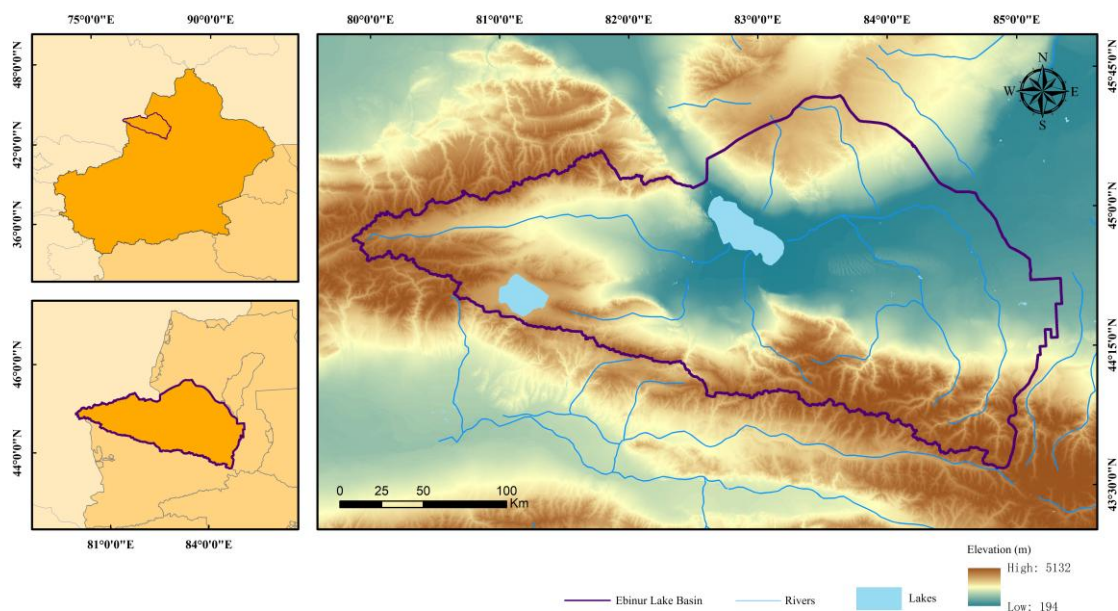 75°0'0"E 90°0'0"E
48°0'0"N
42°0'0"N
36°0'0"N
46°0'0"N
44°0'0"N
81°0'0"E 84°0'0"E
80°0'0"E 81°0'0"E 82°0'0"E 83°0'0"E 84°0'0"E 85°0'0"E
45°45'0"N
45°0'0"N
44°15'0"N
43°30'0"N
N
W E
S
0 25 50 100
Km
Elevation (m)
High: 5132
Low: 194
Ebinur Lake Basin Rivers Lakes